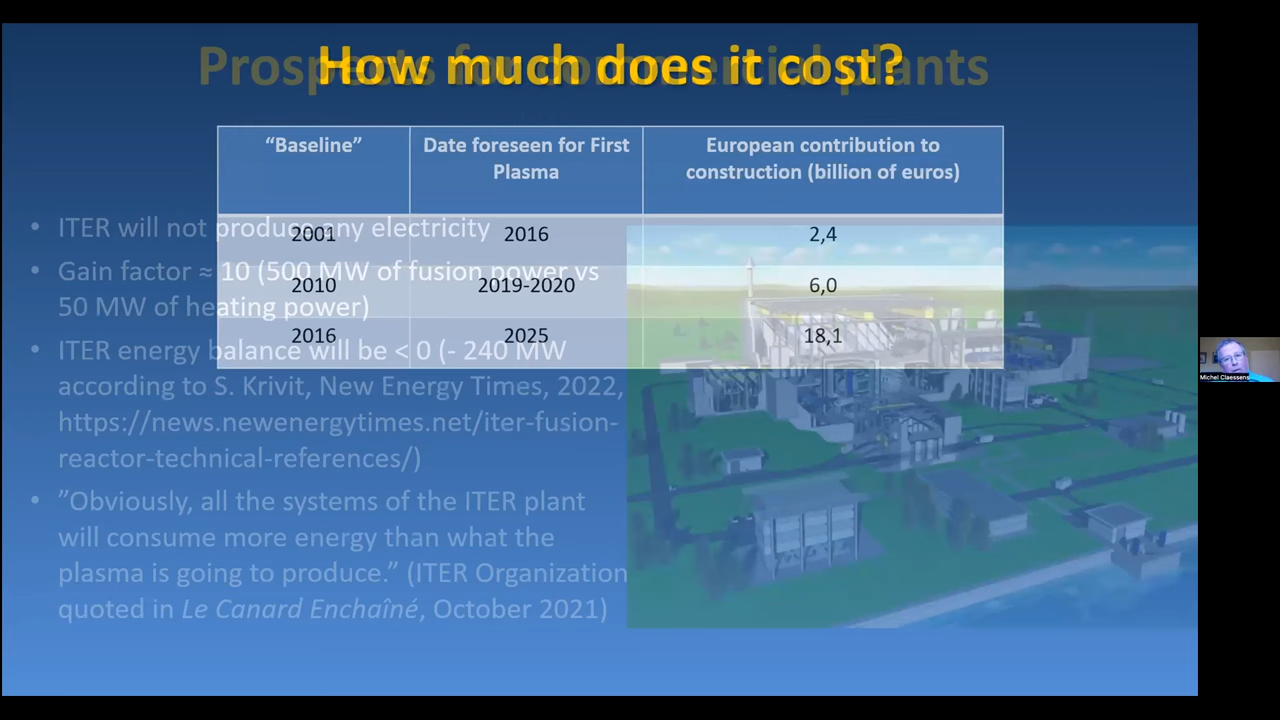 Prospects for commercial plants
How much does it cost?
“Baseline”
Date foreseen for First
Plasma
European contribution to
construction (billion of euros)
2001
2016
2,4
2010
2019-2020
6,0
2016
2025
18,1
• ITER will not produce any electricity
• Gain factor ≈ 10 (500 MW of fusion power vs
50 MW of heating power)
• ITER energy balance will be < 0 (- 240 MW
according to S. Krivit, New Energy Times, 2022,
https://news.newenergytimes.net/iter-fusion-
reactor-technical-references/)
• ”Obviously, all the systems of the ITER plant
will consume more energy than what the
plasma is going to produce.” (ITER Organization
quoted in Le Canard Enchaîné, October 2021)
Michel Claessens